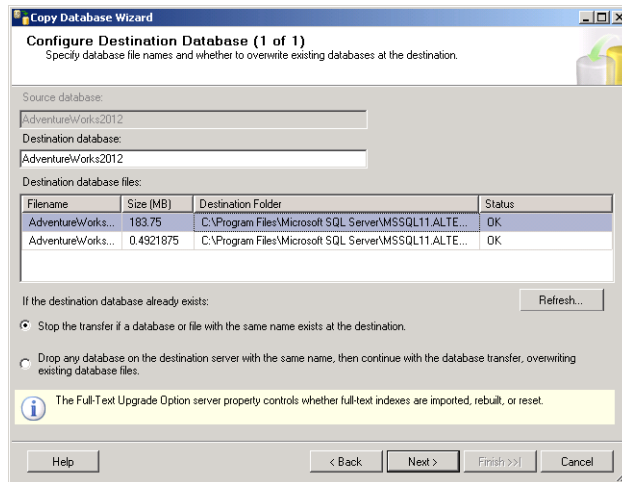 Copy Database Wizard
Configure Destination Database (1 of 1)
Specify database file names and whether to overwrite existing databases at the destination.
Source database:
AdventureWorks2012
Destination database:
AdventureWorks2012
Destination database files:
Filename Size (MB) Destination Folder Status
AdventureWorks... 183.75 C:\Program Files\Microsoft SQL Server\MSSQL11.ALTE... OK
AdventureWorks... 0.4921875 C:\Program Files\Microsoft SQL Server\MSSQL11.ALTE... OK
If the destination database already exists:
Refresh...
Stop the transfer if a database or file with the same name exists at the destination.
Drop any database on the destination server with the same name, then continue with the database transfer, overwriting
existing database files.
The Full-Text Upgrade Option server property controls whether full-text indexes are imported, rebuilt, or reset.
Help < Back Next > Finish >>| Cancel